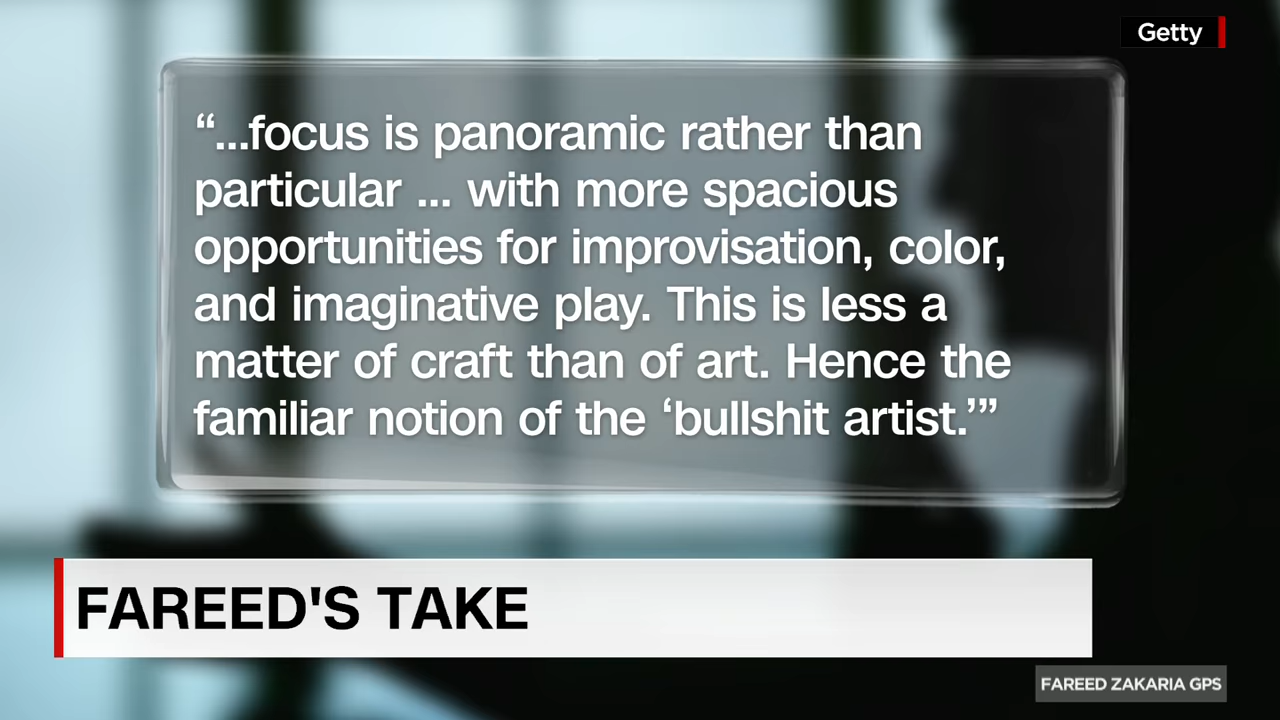 Getty
“...focus is panoramic rather than
particular ... with more spacious
opportunities for improvisation, color,
and imaginative play. This is less a
matter of craft than of art. Hence the
familiar notion of the ‘bullshit artist.’”
FAREED'S TAKE
FAREED ZAKARIA GPS